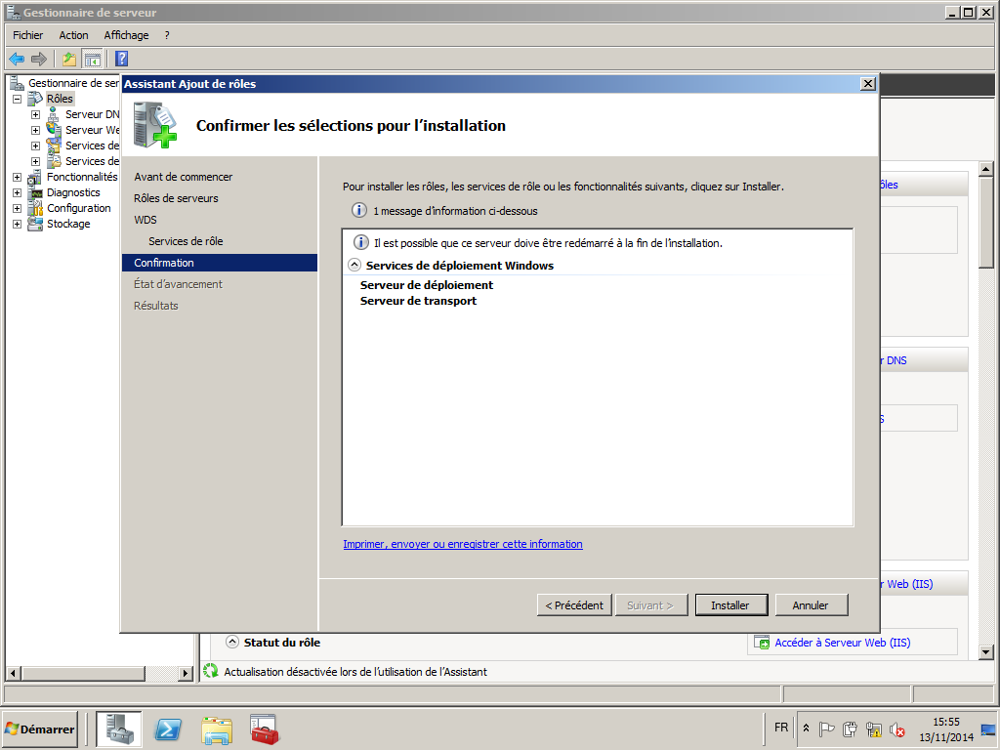 Gestionnaire de serveur
Fichier Action Affichage ?
Gestionnaire de ser
Rôles
Serveur DN
Serveur We
Services de
Services de
Fonctionnalités
Diagnostics
Configuration
Stockage
Assistant Ajout de rôles
Confirmer les sélections pour l'installation
Avant de commencer
Rôles de serveurs
WDS
Services de rôle
Confirmation
État d'avancement
Résultats
Pour installer les rôles, les services de rôle ou les fonctionnalités suivants, cliquez sur Installer.
1 message d'information ci-dessous
Il est possible que ce serveur doive être redémarré à la fin de l'installation.
Services de déploiement Windows
Serveur de déploiement
Serveur de transport
Imprimer, envoyer ou enregistrer cette information
< Précédent Suivant > Installer Annuler
ôles
r DNS
S
r Web (IIS)
Statut du rôle
Accéder à Serveur Web (IIS)
Actualisation désactivée lors de l'utilisation de l'Assistant
Démarrer
FR
15:55
13/11/2014